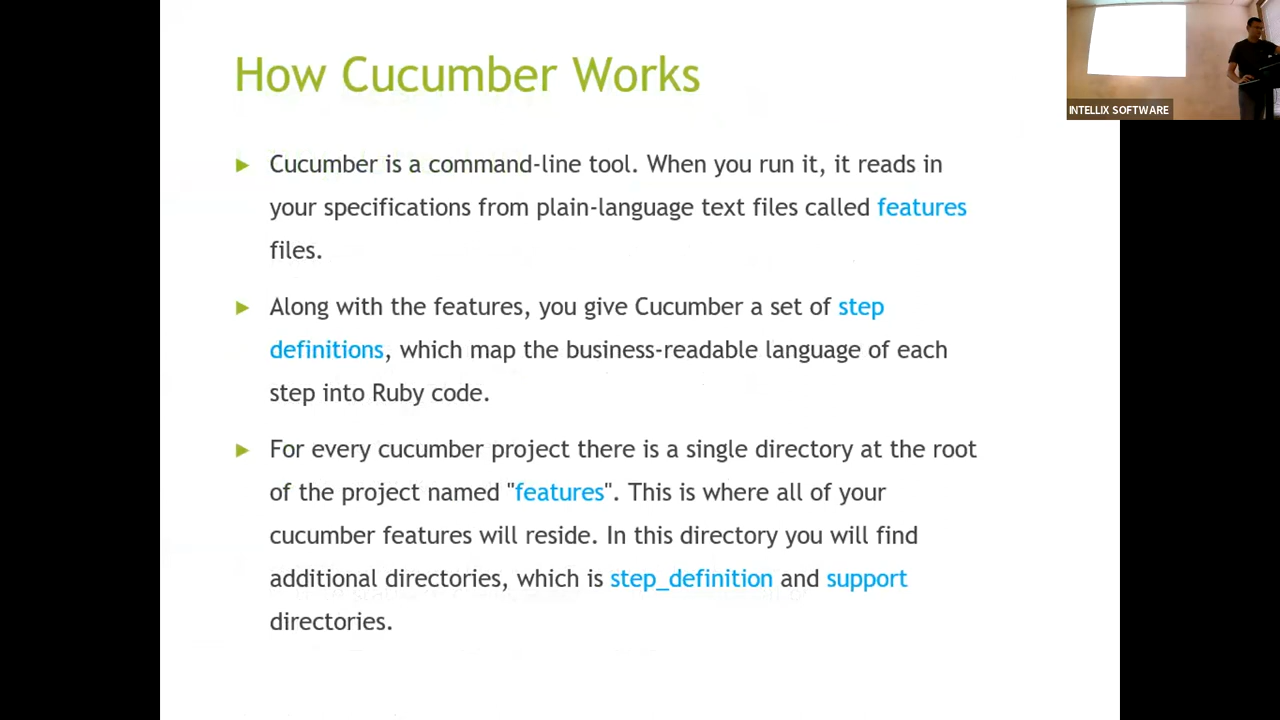 How Cucumber Works
Cucumber is a command-line tool. When you run it, it reads in
your specifications from plain-language text files called features
files.
Along with the features, you give Cucumber a set of step
definitions, which map the business-readable language of each
step into Ruby code.
For every cucumber project there is a single directory at the root
of the project named "features". This is where all of your
cucumber features will reside. In this directory you will find
additional directories, which is step_definition and support
directories.
INTELLIX SOFTWARE